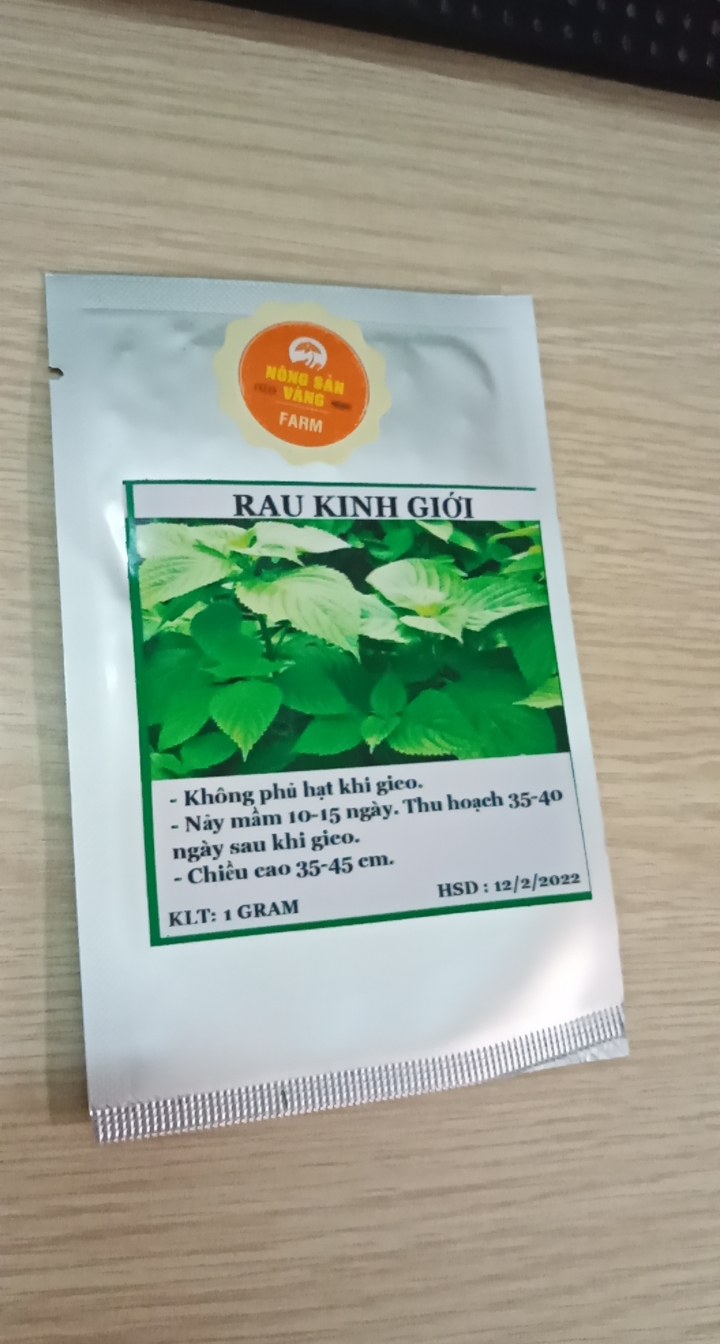 NÔNG SẢN
VÀNG
FARM
RAU KINH GIỚI
- Không phủ hạt khi gieo.
- Nảy mầm 10-15 ngày. Thu hoạch 35-40
ngày sau khi gieo.
- Chiều cao 35-45 cm.
KLT: 1 GRAM
HSD : 12/2/2022